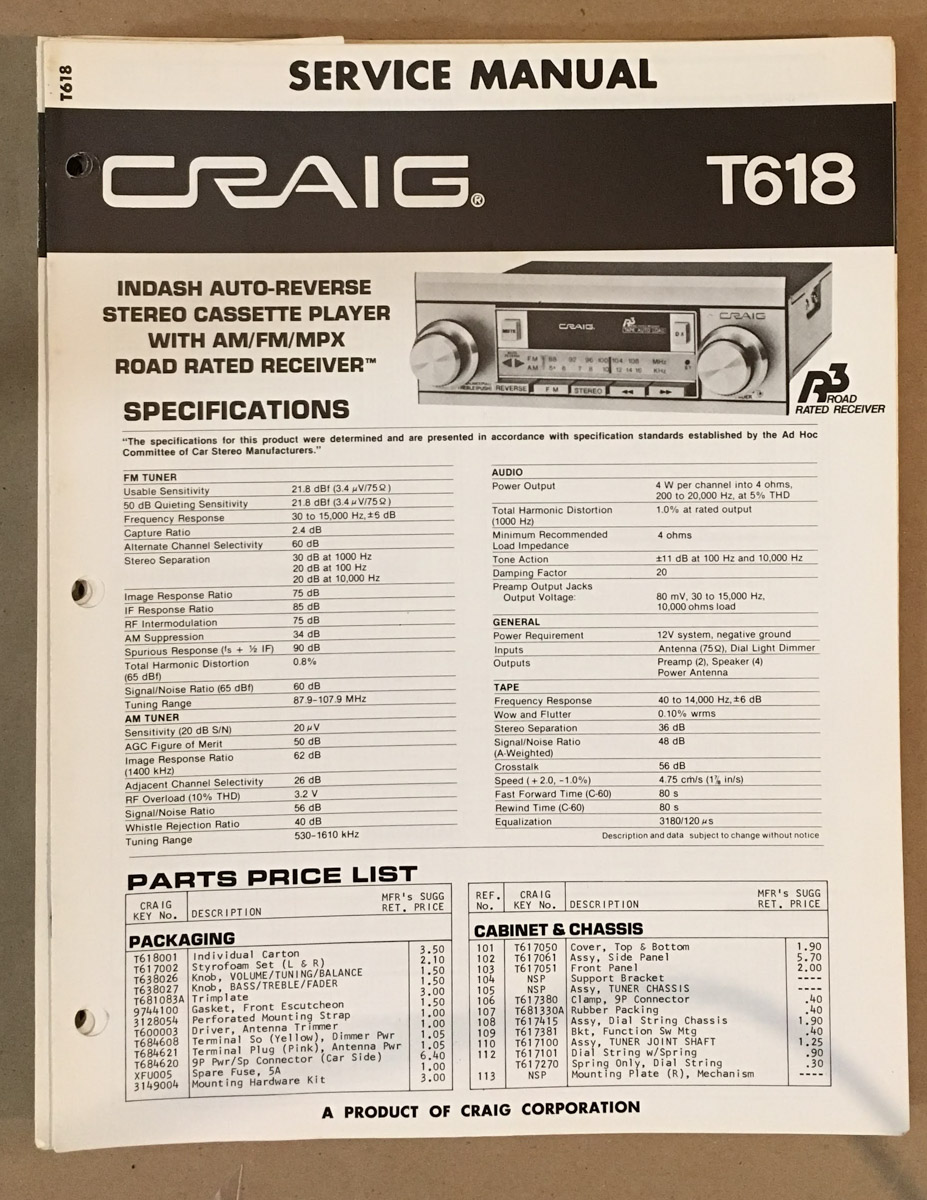 T618
SERVICE MANUAL
CRAIG®
T618
INDASH AUTO-REVERSE
STEREO CASSETTE PLAYER
WITH AM/FM/MPX
ROAD RATED RECEIVER™
MUTE
CRAIG.
R3
TAPE AUTO LOAD
DX
CRAIG
FM 88 92 96 100 104 108 MHz
AM 5+ 6 7 8 10 12 14 16 KHz
REVERSE FM STEREO ◀◀ ▶▶
R3 ROAD
RATED RECEIVER
SPECIFICATIONS
"The specifications for this product were determined and are presented in accordance with specification standards established by the Ad Hoc
Committee of Car Stereo Manufacturers."
FM TUNER
Usable Sensitivity 21.8 dBf (3.4 µV/75Ω)
50 dB Quieting Sensitivity 21.8 dBf (3.4 µV/75Ω)
Frequency Response 30 to 15,000 Hz, ±6 dB
Capture Ratio 2.4 dB
Alternate Channel Selectivity 60 dB
Stereo Separation 30 dB at 1000 Hz
20 dB at 100 Hz
20 dB at 10,000 Hz
Image Response Ratio 75 dB
IF Response Ratio 85 dB
RF Intermodulation 75 dB
AM Suppression 34 dB
Spurious Response (fs + ½ IF) 90 dB
Total Harmonic Distortion 0.8%
(65 dBf)
Signal/Noise Ratio (65 dBf) 60 dB
Tuning Range 87.9-107.9 MHz
AM TUNER
Sensitivity (20 dB S/N) 20 µV
AGC Figure of Merit 50 dB
Image Response Ratio 62 dB
(1400 kHz)
Adjacent Channel Selectivity 26 dB
RF Overload (10% THD) 3.2 V
Signal/Noise Ratio 56 dB
Whistle Rejection Ratio 40 dB
Tuning Range 530-1610 kHz
AUDIO
Power Output 4 W per channel into 4 ohms,
200 to 20,000 Hz, at 5% THD
Total Harmonic Distortion 1.0% at rated output
(1000 Hz)
Minimum Recommended 4 ohms
Load Impedance
Tone Action ±11 dB at 100 Hz and 10,000 Hz
Damping Factor 20
Preamp Output Jacks
Output Voltage: 80 mV, 30 to 15,000 Hz,
10,000 ohms load
GENERAL
Power Requirement 12V system, negative ground
Inputs Antenna (75Ω), Dial Light Dimmer
Outputs Preamp (2), Speaker (4)
Power Antenna
TAPE
Frequency Response 40 to 14,000 Hz, ±6 dB
Wow and Flutter 0.10% wrms
Stereo Separation 36 dB
Signal/Noise Ratio 48 dB
(A-Weighted)
Crosstalk 56 dB
Speed (+2.0, -1.0%) 4.75 cm/s (1⅞ in/s)
Fast Forward Time (C-60) 80 s
Rewind Time (C-60) 80 s
Equalization 3180/120 µs
Description and data subject to change without notice
PARTS PRICE LIST
CRAIG MFR's SUGG
KEY No. DESCRIPTION RET. PRICE
PACKAGING
T618001 Individual Carton 3.50
T617002 Styrofoam Set (L & R) 2.10
T638026 Knob, VOLUME/TUNING/BALANCE 1.50
T638027 Knob, BASS/TREBLE/FADER 1.50
T681083A Trimplate 3.00
9744100 Gasket, Front Escutcheon 1.50
3128054 Perforated Mounting Strap 1.00
T600003 Driver, Antenna Trimmer 1.00
T684608 Terminal So (Yellow), Dimmer Pwr 1.05
T684621 Terminal Plug (Pink), Antenna Pwr 1.05
T684620 9P Pwr/Sp Connector (Car Side) 6.40
XFU005 Spare Fuse, 5A 1.00
3149004 Mounting Hardware Kit 3.00
REF. CRAIG MFR's SUGG
No. KEY No. DESCRIPTION RET. PRICE
CABINET & CHASSIS
101 T617050 Cover, Top & Bottom 1.90
102 T617061 Assy, Side Panel 5.70
103 T617051 Front Panel 2.00
104 NSP Support Bracket ----
105 NSP Assy, TUNER CHASSIS ----
106 T617380 Clamp, 9P Connector .40
107 T681330A Rubber Packing .40
108 T617415 Assy, Dial String Chassis 1.90
109 T617381 Bkt, Function Sw Mtg .40
110 T617100 Assy, TUNER JOINT SHAFT 1.25
112 T617101 Dial String w/Spring .90
T617270 Spring Only, Dial String .30
113 NSP Mounting Plate (R), Mechanism ----
A PRODUCT OF CRAIG CORPORATION